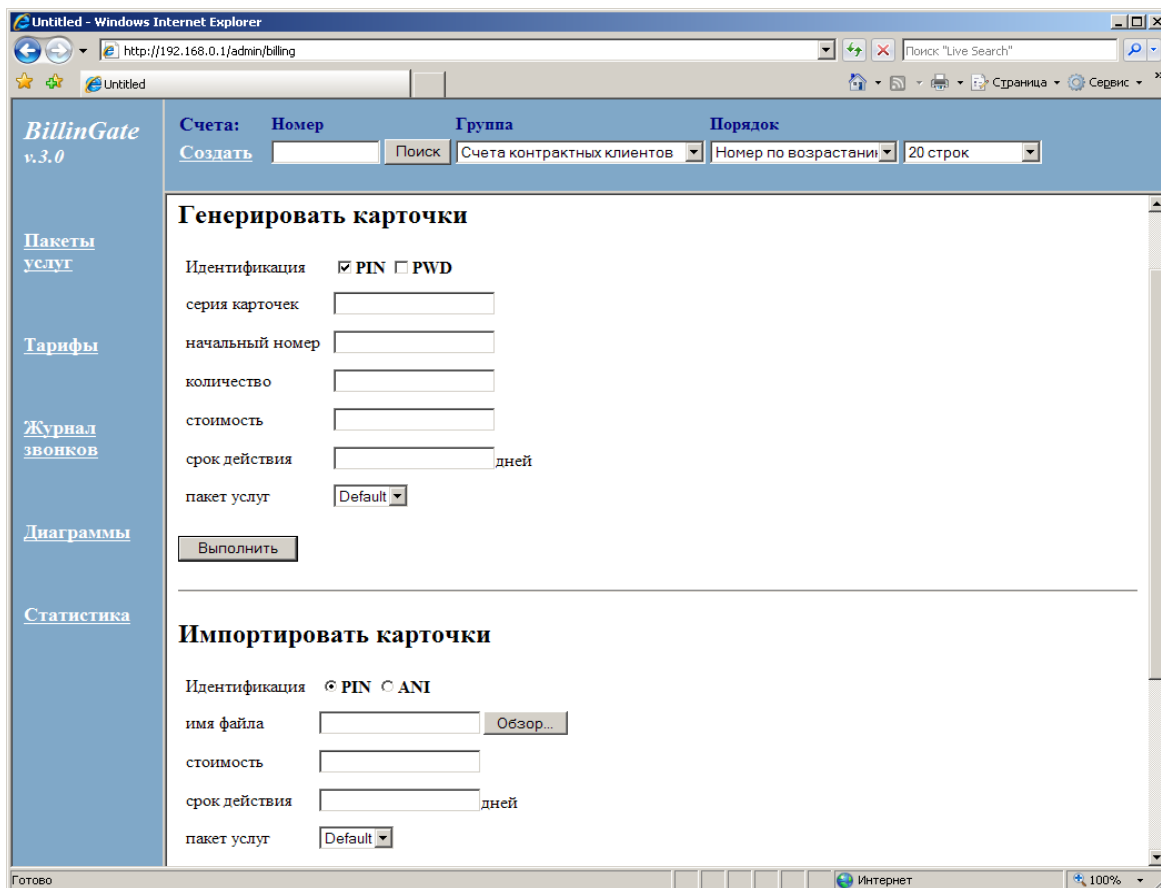 Untitled - Windows Internet Explorer
http://192.168.0.1/admin/billing
Поиск "Live Search"
Untitled
Страница
Сервис
»
BillinGate
v.3.0
Счета: Номер Группа Порядок
Создать Поиск Счета контрактных клиентов Номер по возрастани 20 строк
Пакеты
услуг
Тарифы
Журнал
звонков
Диаграммы
Статистика
Генерировать карточки
Идентификация PIN PWD
серия карточек
начальный номер
количество
стоимость
срок действия дней
пакет услуг Default
Выполнить
Импортировать карточки
Идентификация PIN ANI
имя файла Обзор...
стоимость
срок действия дней
пакет услуг Default
Готово Интернет 100%